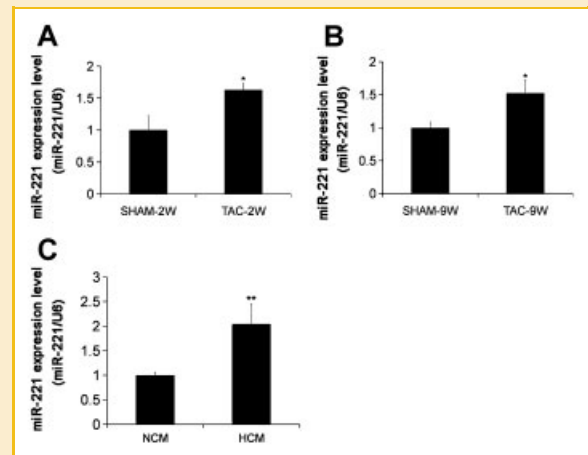 A
miR-221 expression level
(miR-221/U6)
2
1.5
1
0.5
0
*
SHAM-2W TAC-2W
B
miR-221 expression level
(miR-221/U6)
2
1.5
1
0.5
0
*
SHAM-9W TAC-9W
C
miR-221 expression level
(miR-221/U6)
3
2.5
2
1.5
1
0.5
0
**
NCM HCM